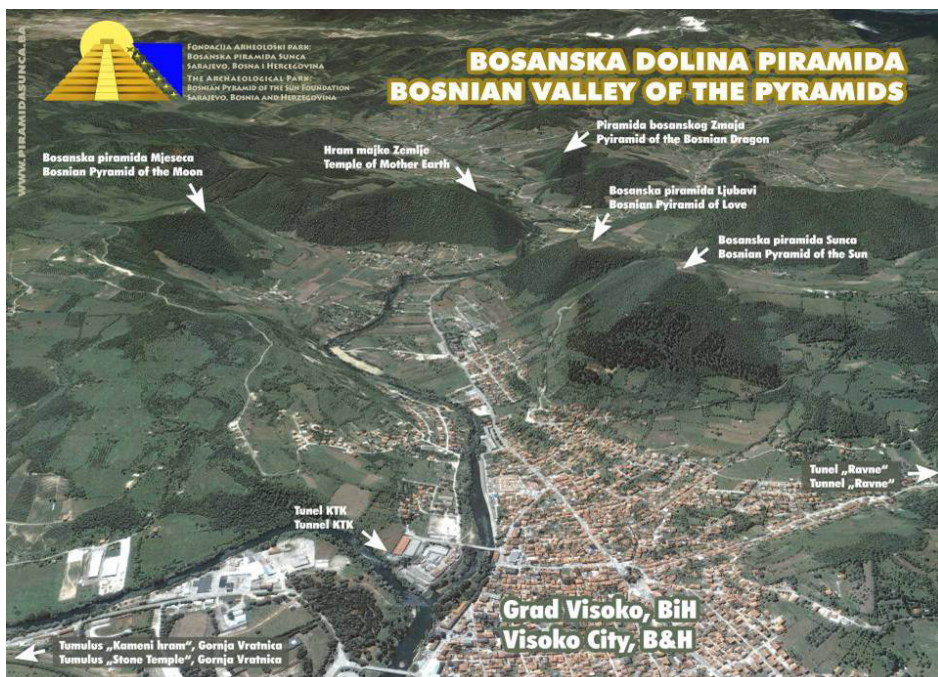 WWW.PIRAMIDASUNCA.BA
FONDACIJA ARHEOLOŠKI PARK:
BOSANSKA PIRAMIDA SUNCA
SARAJEVO, BOSNA I HERCEGOVINA
THE ARCHAEOLOGICAL PARK:
BOSNIAN PYRAMID OF THE SUN FOUNDATION
SARAJEVO, BOSNIA AND HERZEGOVINA
BOSANSKA DOLINA PIRAMIDA
BOSNIAN VALLEY OF THE PYRAMIDS
Piramida bosanskog Zmaja
Pyiramid of the Bosnian Dragon
Hram majke Zemlje
Temple of Mother Earth
Bosanska piramida Mjeseca
Bosnian Pyramid of the Moon
Bosanska piramida Ljubavi
Bosnian Pyiramid of Love
Bosanska piramida Sunca
Bosnian Pyramid of the Sun
Tunel „Ravne“
Tunnel „Ravne“
Tunel KTK
Tunnel KTK
Grad Visoko, BiH
Visoko City, B&H
Tumulus „Kameni hram“, Gornja Vratnica
Tumulus „Stone Temple“, Gornja Vratnica